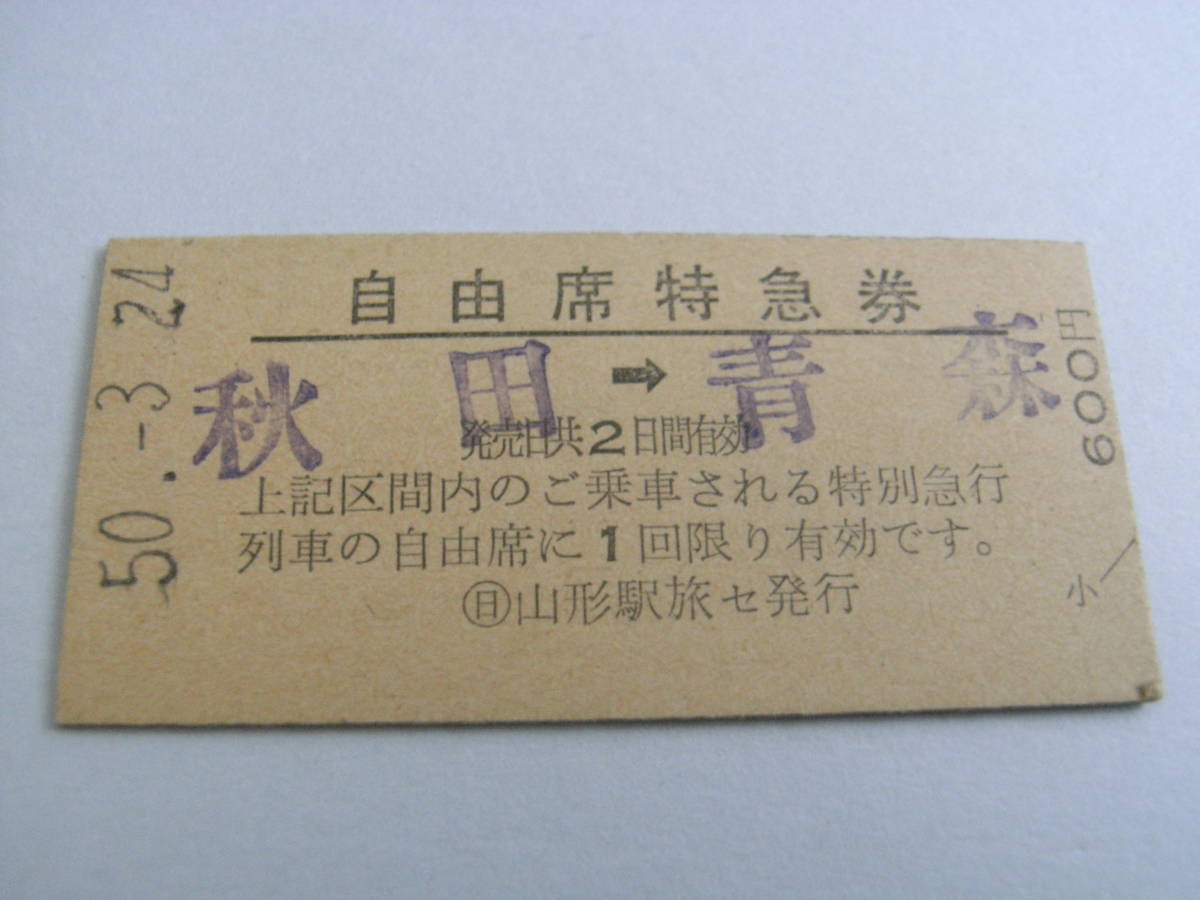 自由席特急券
秋田➡青森
発売日共2日間有効
上記区間内のご乗車される特別急行
列車の自由席に1回限り有効です。
㊐山形駅旅セ発行
50.-3.24
600円
小